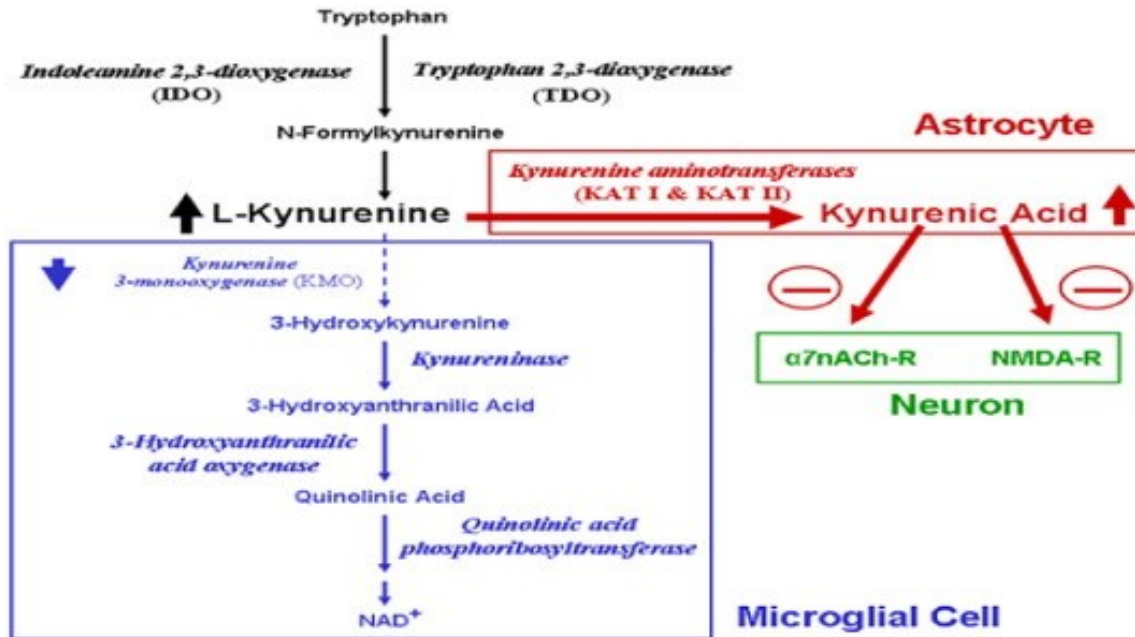 Tryptophan
Indoleamine 2,3-dioxygenase
(IDO)
Tryptophan 2,3-dioxygenase
(TDO)
N-Formylkynurenine
Astrocyte
Kynurenine aminotransferases
(KAT I & KAT II)
L-Kynurenine
Kynurenic Acid
Kynurenine
3-monooxygenase (KMO)
3-Hydroxykynurenine
Kynureninase
α7nACh-R
NMDA-R
Neuron
3-Hydroxyanthranilic Acid
3-Hydroxyanthranilic
acid oxygenase
Quinolinic Acid
Quinolinic acid
phosphoribosyltransferase
NAD⁺
Microglial Cell